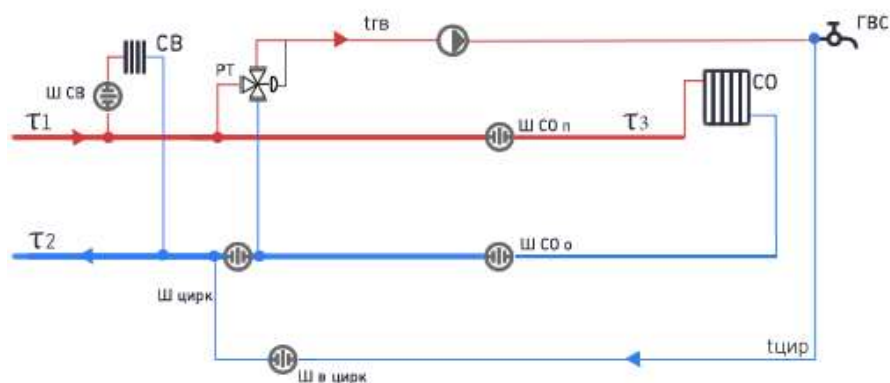 tгв
ГВС
СВ
РТ
Ш СВ
СО
τ1
Ш СО п
τ3
τ2
Ш СО о
Ш цирк
tцир
Ш в цирк